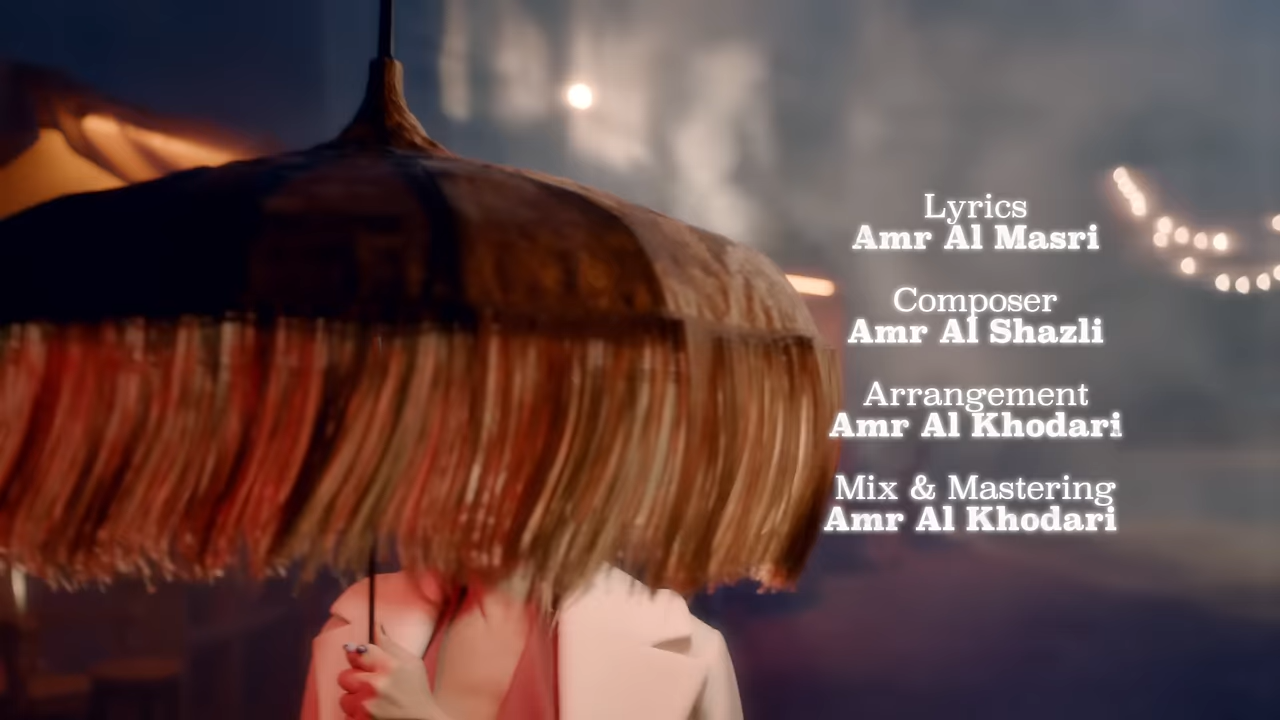 Lyrics
Amr Al Masri
Composer
Amr Al Shazli
Arrangement
Amr Al Khodari
Mix & Mastering
Amr Al Khodari